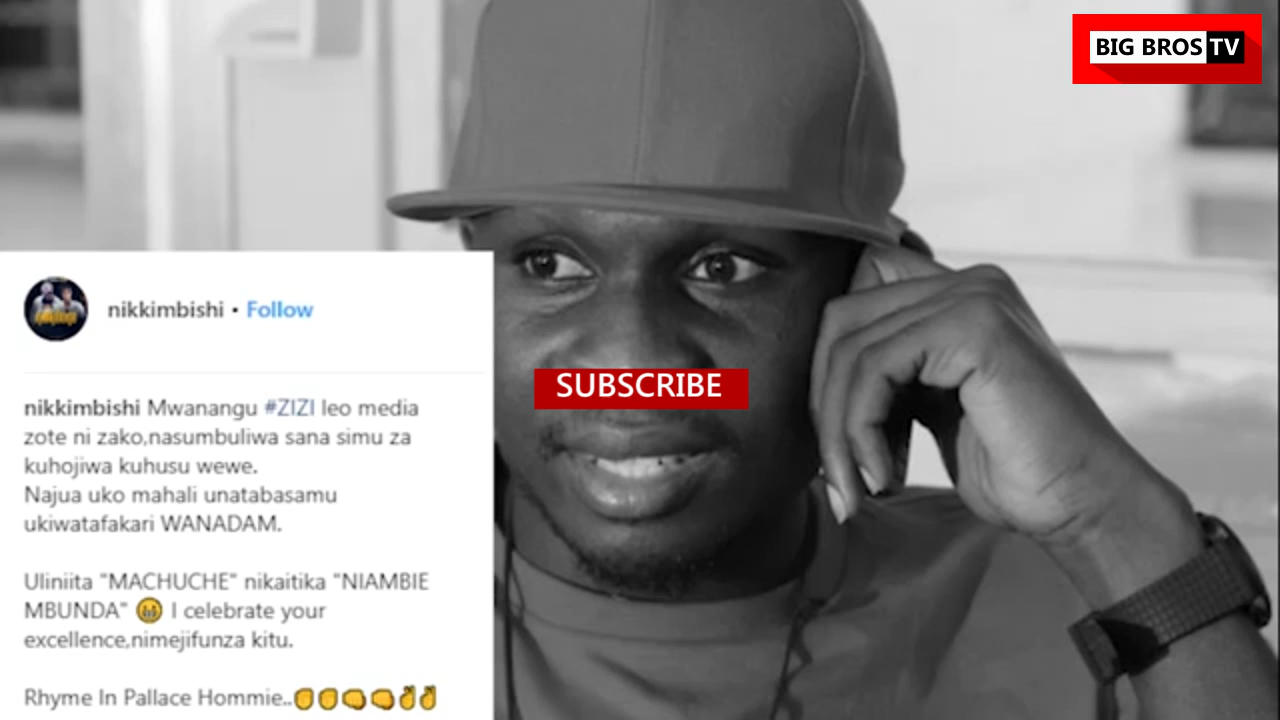 BIG BROS TV
nikkimbishi • Follow
nikkimbishi Mwanangu #ZIZI leo media
zote ni zako,nasumbuliwa sana simu za
kuhojiwa kuhusu wewe.
Najua uko mahali unatabasamu
ukiwatafakari WANADAM.
Uliniita "MACHUCHE" nikaitika "NIAMBIE
MBUNDA" 😂 I celebrate your
excellence,nimejifunza kitu.
Rhyme In Pallace Hommie..✊✊👊👊✌✌
SUBSCRIBE